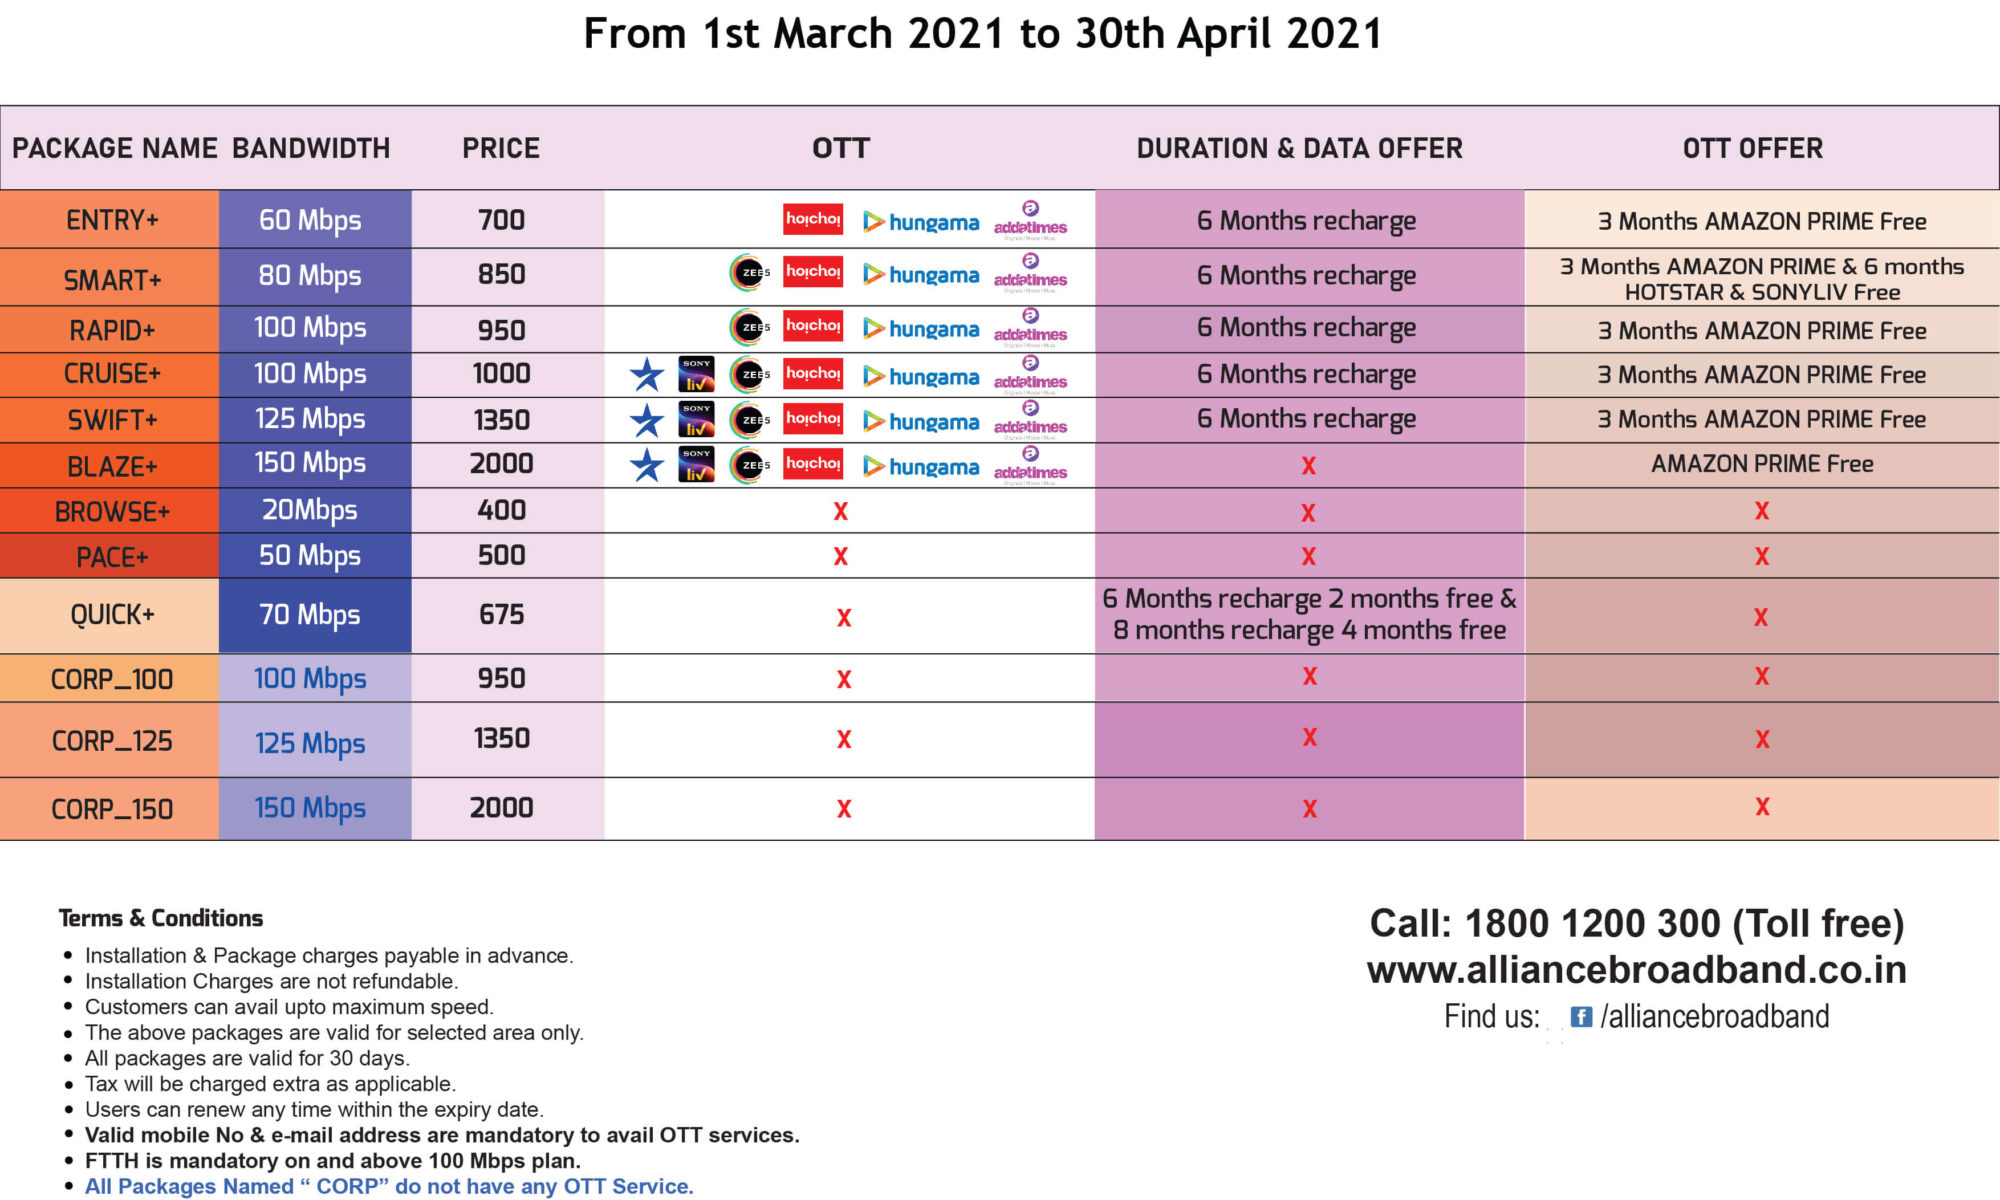 From 1st March 2021 to 30th April 2021
PACKAGE NAME BANDWIDTH PRICE OTT DURATION & DATA OFFER OTT OFFER
ENTRY+ 60 Mbps 700 hoichoi hungama addatimes 6 Months recharge 3 Months AMAZON PRIME Free
SMART+ 80 Mbps 850 ZEE5 hoichoi hungama addatimes 6 Months recharge 3 Months AMAZON PRIME & 6 months
HOTSTAR & SONYLIV Free
RAPID+ 100 Mbps 950 ZEE5 hoichoi hungama addatimes 6 Months recharge 3 Months AMAZON PRIME Free
CRUISE+ 100 Mbps 1000 SONY liv ZEE5 hoichoi hungama addatimes 6 Months recharge 3 Months AMAZON PRIME Free
SWIFT+ 125 Mbps 1350 SONY liv ZEE5 hoichoi hungama addatimes 6 Months recharge 3 Months AMAZON PRIME Free
BLAZE+ 150 Mbps 2000 SONY liv ZEE5 hoichoi hungama addatimes X AMAZON PRIME Free
BROWSE+ 20Mbps 400 X X X
PACE+ 50 Mbps 500 X X X
QUICK+ 70 Mbps 675 X 6 Months recharge 2 months free &
8 months recharge 4 months free X
CORP_100 100 Mbps 950 X X X
CORP_125 125 Mbps 1350 X X X
CORP_150 150 Mbps 2000 X X X
Terms & Conditions
• Installation & Package charges payable in advance.
• Installation Charges are not refundable.
• Customers can avail upto maximum speed.
• The above packages are valid for selected area only.
• All packages are valid for 30 days.
• Tax will be charged extra as applicable.
• Users can renew any time within the expiry date.
• Valid mobile No & e-mail address are mandatory to avail OTT services.
• FTTH is mandatory on and above 100 Mbps plan.
• All Packages Named “ CORP” do not have any OTT Service.
Call: 1800 1200 300 (Toll free)
www.alliancebroadband.co.in
Find us: f /alliancebroadband